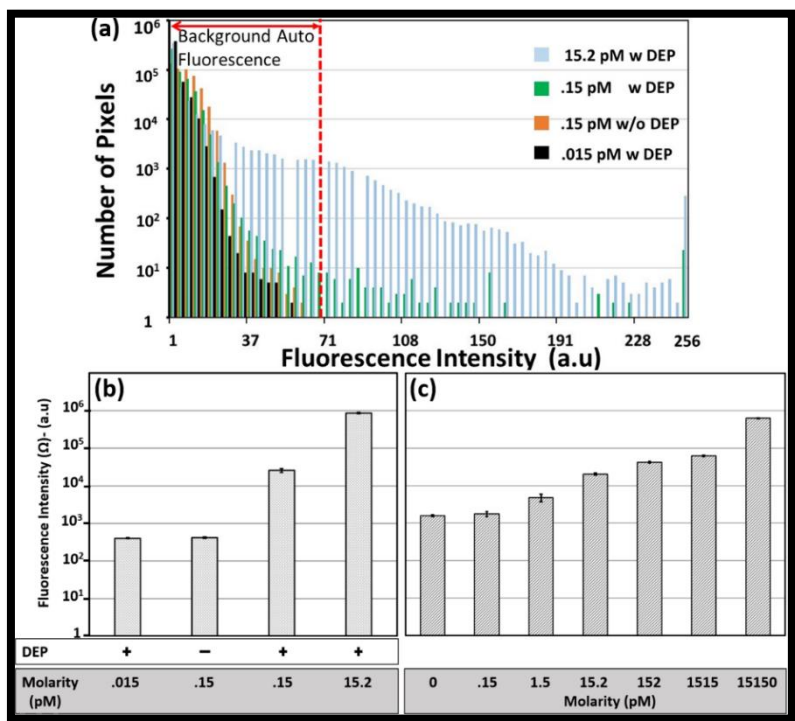 (a)
Background Auto
Fluorescence
15.2 pM w DEP
.15 pM w DEP
.15 pM w/o DEP
.015 pM w DEP
Number of Pixels
10⁶
10⁵
10⁴
10³
10²
10¹
1
1 37 71 108 150 191 228 256
Fluorescence Intensity (a.u)
(b)
Fluorescence Intensity (Ω)- (a.u)
10⁶
10⁵
10⁴
10³
10²
10¹
1
DEP + − + +
Molarity (pM) .015 .15 .15 15.2
(c)
0 .15 1.5 15.2 152 1515 15150
Molarity (pM)